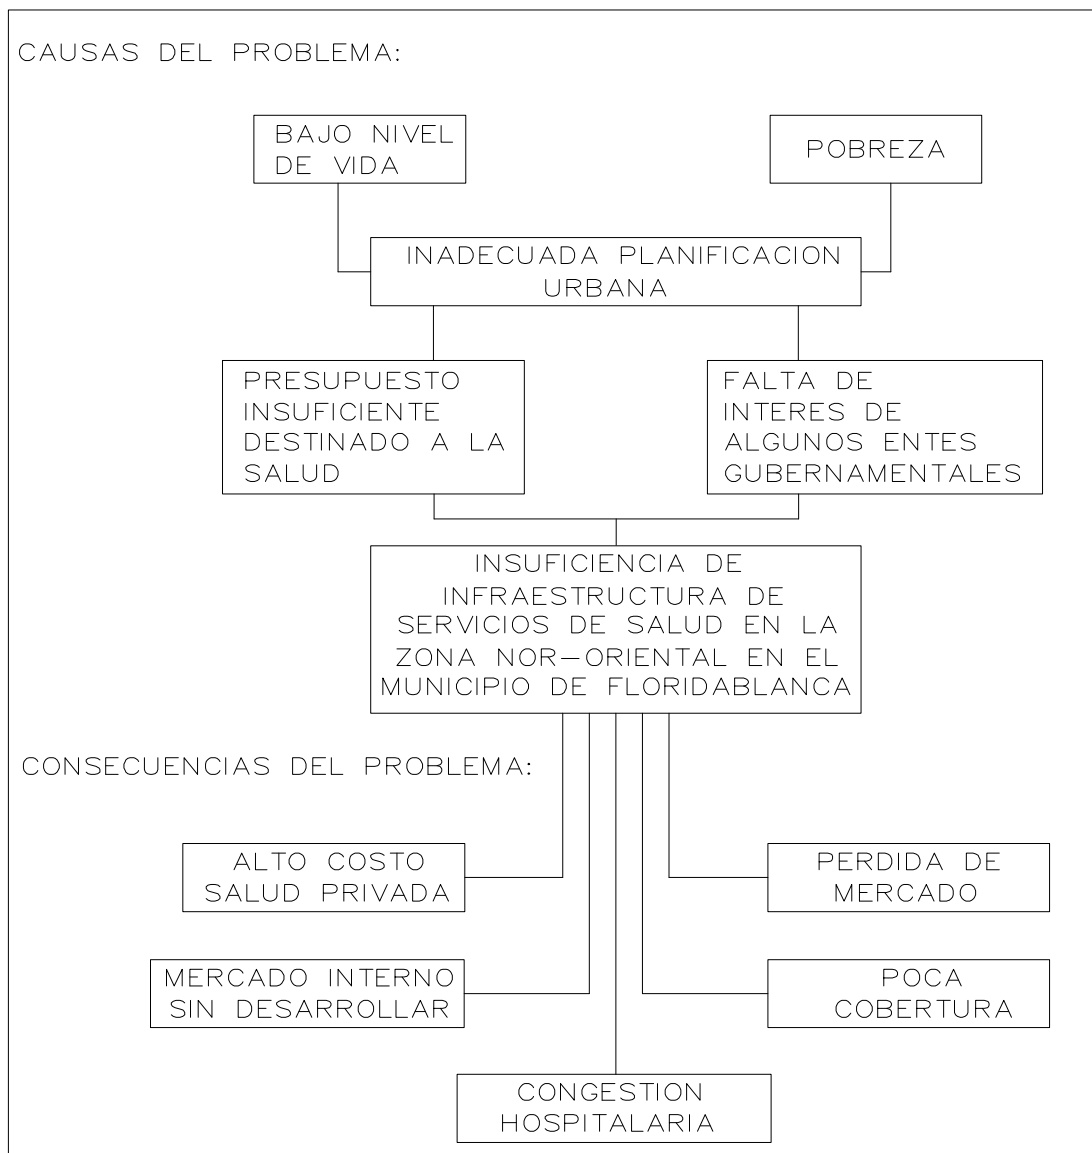 CAUSAS DEL PROBLEMA:
BAJO NIVEL
DE VIDA
POBREZA
INADECUADA PLANIFICACION
URBANA
PRESUPUESTO
INSUFICIENTE
DESTINADO A LA
SALUD
FALTA DE
INTERES DE
ALGUNOS ENTES
GUBERNAMENTALES
INSUFICIENCIA DE
INFRAESTRUCTURA DE
SERVICIOS DE SALUD EN LA
ZONA NOR-ORIENTAL EN EL
MUNICIPIO DE FLORIDABLANCA
CONSECUENCIAS DEL PROBLEMA:
ALTO COSTO
SALUD PRIVADA
PERDIDA DE
MERCADO
MERCADO INTERNO
SIN DESARROLLAR
POCA
COBERTURA
CONGESTION
HOSPITALARIA